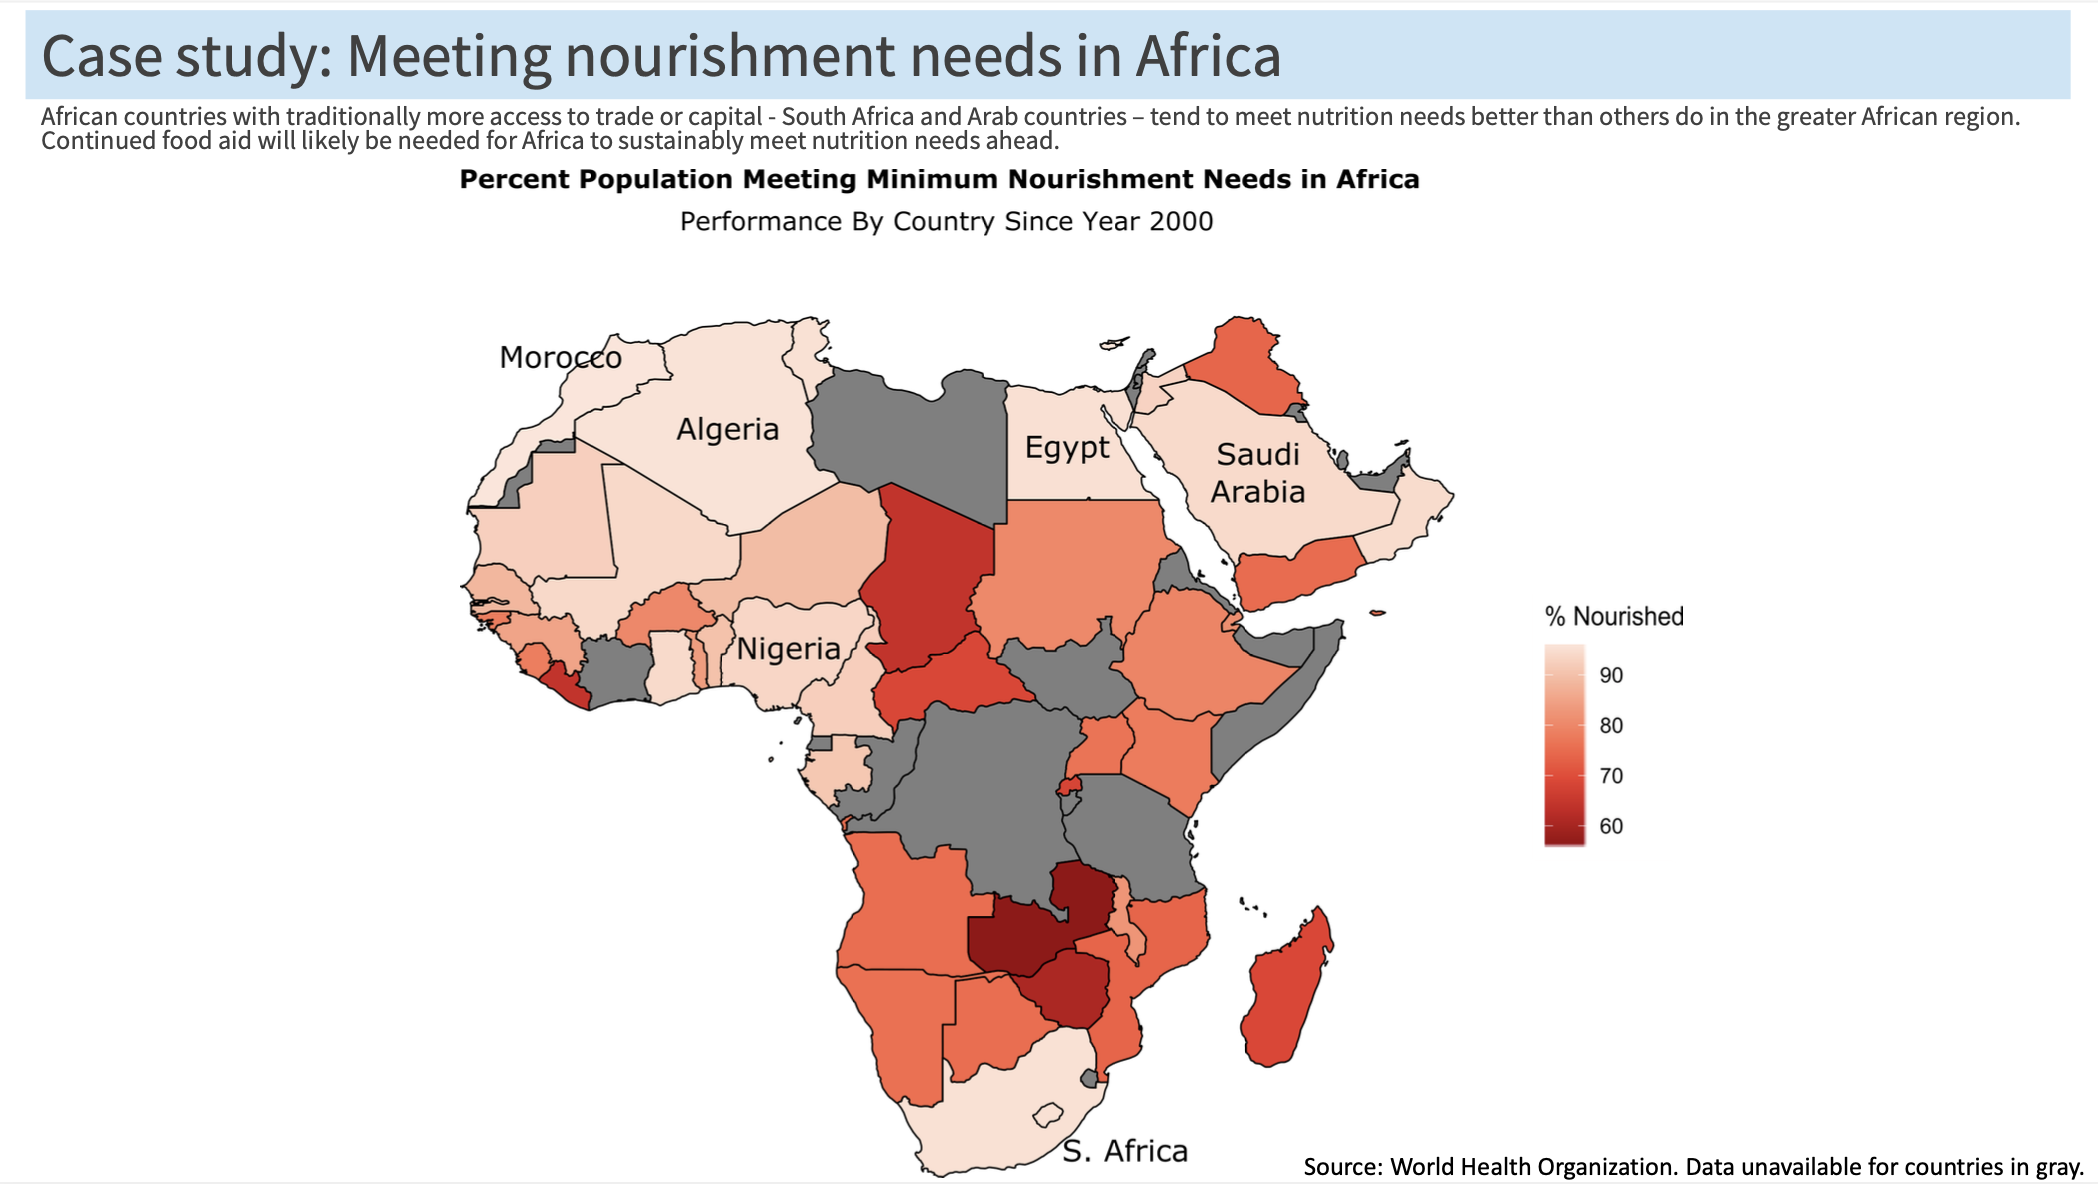 Case study: Meeting nourishment needs in Africa
African countries with traditionally more access to trade or capital - South Africa and Arab countries – tend to meet nutrition needs better than others do in the greater African region.
Continued food aid will likely be needed for Africa to sustainably meet nutrition needs ahead.
Percent Population Meeting Minimum Nourishment Needs in Africa
Performance By Country Since Year 2000
Morocco
Algeria
Egypt
Saudi
Arabia
Nigeria
S. Africa
% Nourished
90
80
70
60
Source: World Health Organization. Data unavailable for countries in gray.